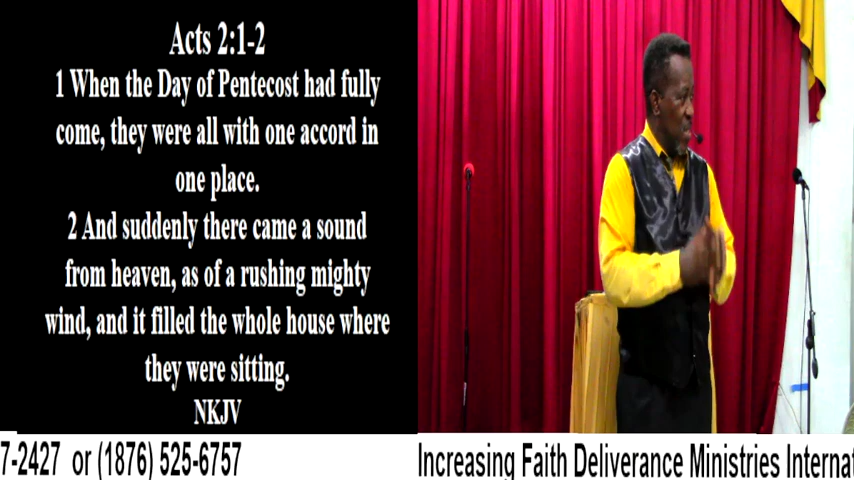 Acts 2:1-2
1 When the Day of Pentecost had fully
come, they were all with one accord in
one place.
2 And suddenly there came a sound
from heaven, as of a rushing mighty
wind, and it filled the whole house where
they were sitting.
NKJV
7-2427 or (1876) 525-6757
Increasing Faith Deliverance Ministries Internat